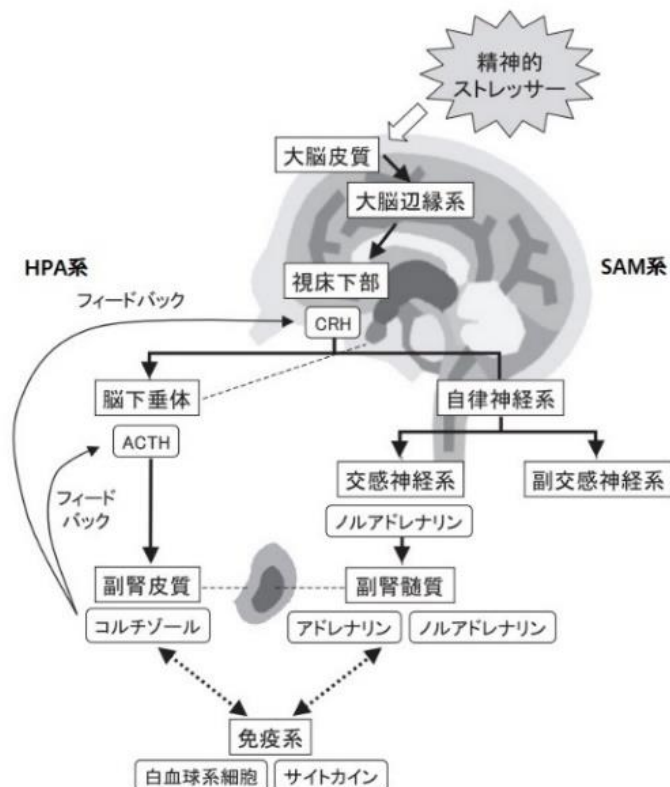 精神的
ストレッサー
大脳皮質
大脳辺縁系
HPA系
SAM系
視床下部
フィードバック
CRH
脳下垂体
自律神経系
ACTH
交感神経系
副交感神経系
フィード
バック
ノルアドレナリン
副腎皮質
副腎髄質
コルチゾール
アドレナリン
ノルアドレナリン
免疫系
白血球系細胞
サイトカイン